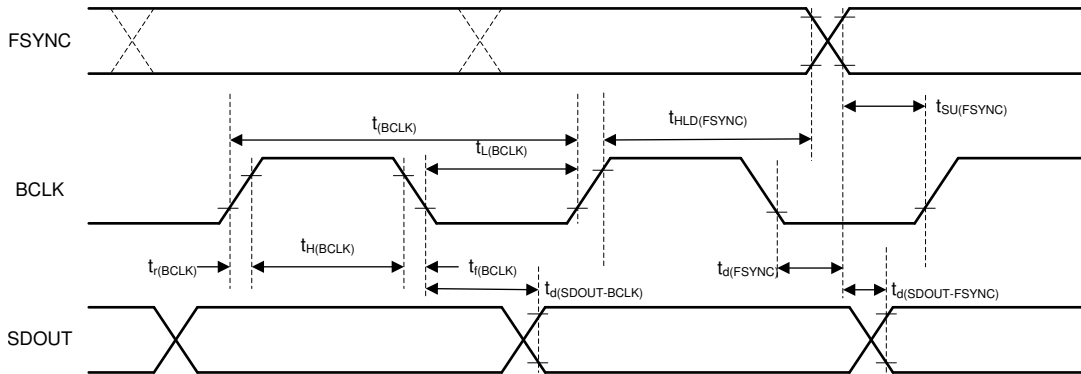 FSYNC
t(BCLK)
tHLD(FSYNC)
tSU(FSYNC)
tL(BCLK)
BCLK
tH(BCLK)
tr(BCLK)
tf(BCLK)
td(FSYNC)
td(SDOUT-BCLK)
td(SDOUT-FSYNC)
SDOUT